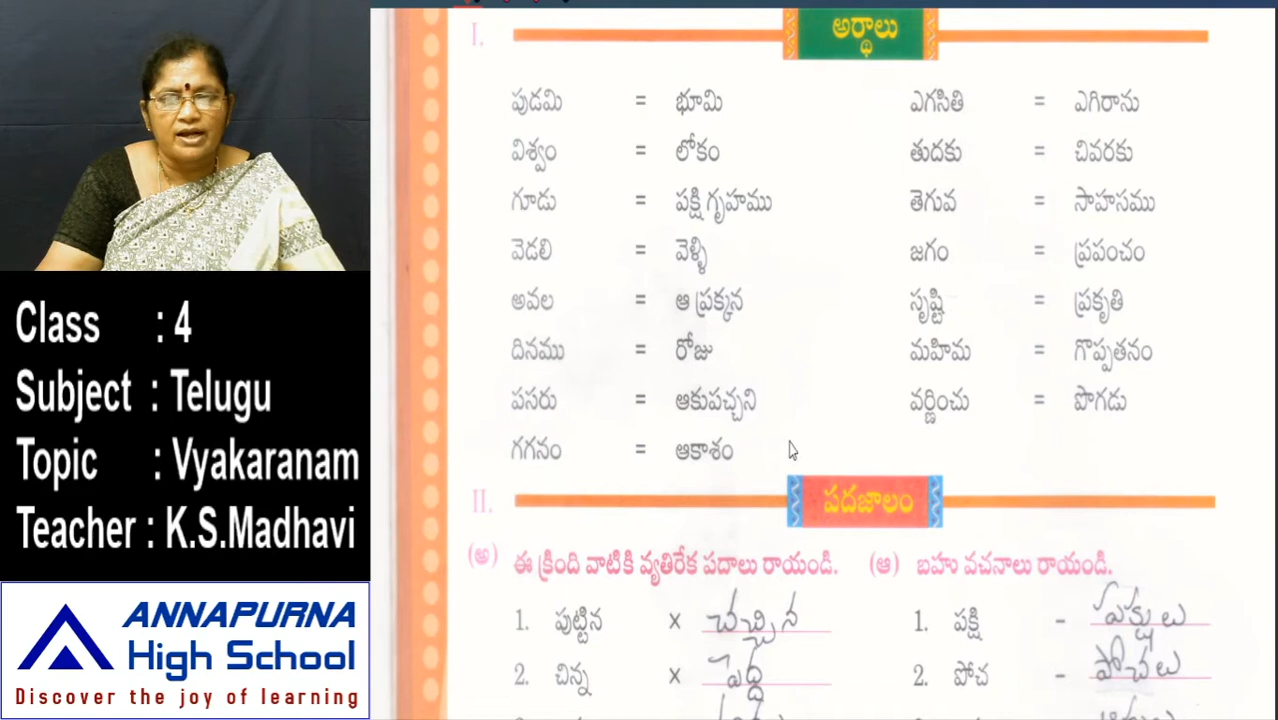 I. అర్థాలు
పుడమి = భూమి ఎగసితి = ఎగిరాను
విశ్వం = లోకం తుదకు = చివరకు
గూడు = పక్షి గృహము తెగువ = సాహసము
వెడలి = వెళ్ళి జగం = ప్రపంచం
అవల = ఆ ప్రక్కన సృష్టి = ప్రకృతి
దినము = రోజు మహిమ = గొప్పతనం
పసరు = ఆకుపచ్చని వర్ణించు = పొగడు
గగనం = ఆకాశం
II. పదజాలం
(అ) ఈ క్రింది వాటికి వ్యతిరేక పదాలు రాయండి. (ఆ) బహు వచనాలు రాయండి.
1. పుట్టిన × చచ్చిన 1. పక్షి - పక్షులు
2. చిన్న × పెద్ద 2. పోచ - పోచలు
Class : 4
Subject : Telugu
Topic : Vyakaranam
Teacher : K.S.Madhavi
ANNAPURNA
High School
Discover the joy of learning